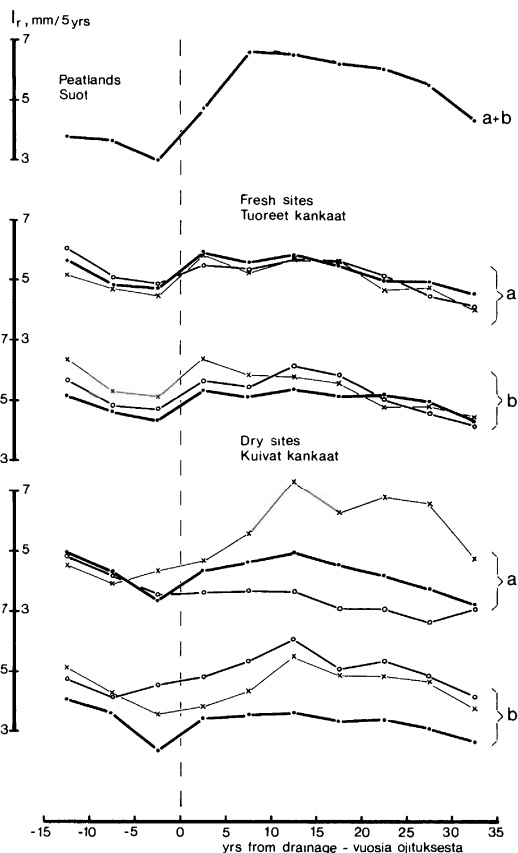 Ir, mm/5yrs
7
Peatlands
Suot
5
a+b
3
Fresh sites
Tuoreet kankaat
7
5
a
7 3
5
b
Dry sites
Kuivat kankaat
3
7
5
a
7 3
5
b
3
-15 -10 -5 0 5 10 15 20 25 30 35
yrs from drainage - vuosia ojituksesta